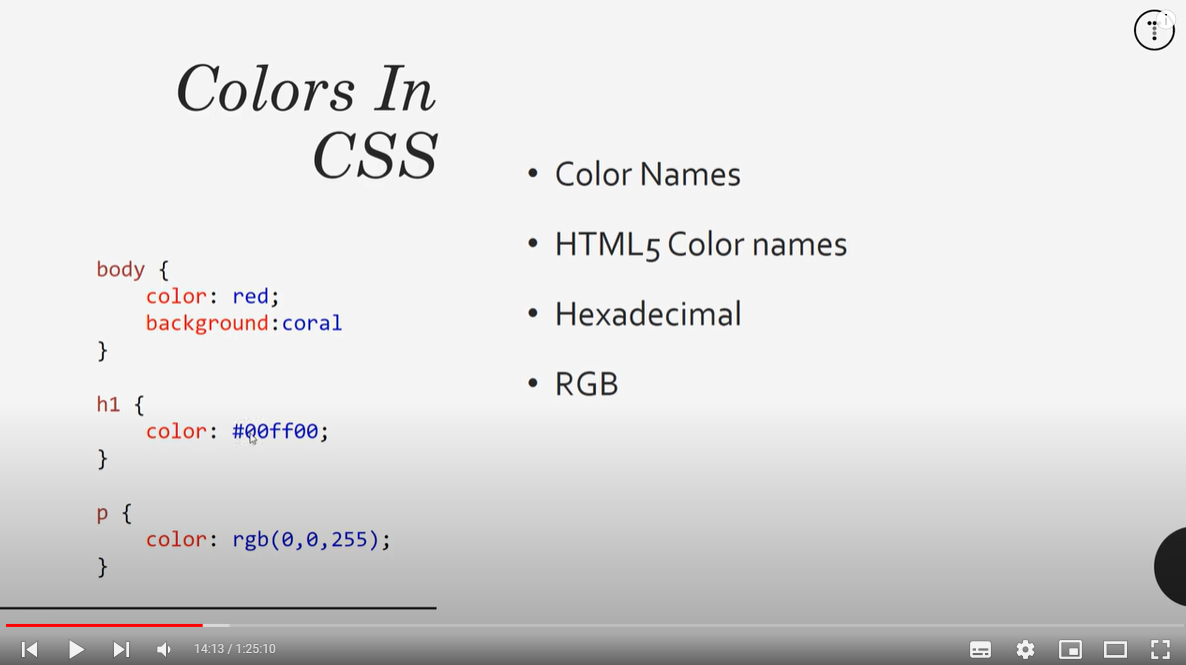 Colors In
CSS
body {
color: red;
background:coral
}
h1 {
color: #00ff00;
}
p {
color: rgb(0,0,255);
}
• Color Names
• HTML5 Color names
• Hexadecimal
• RGB
14:13 / 1:25:10